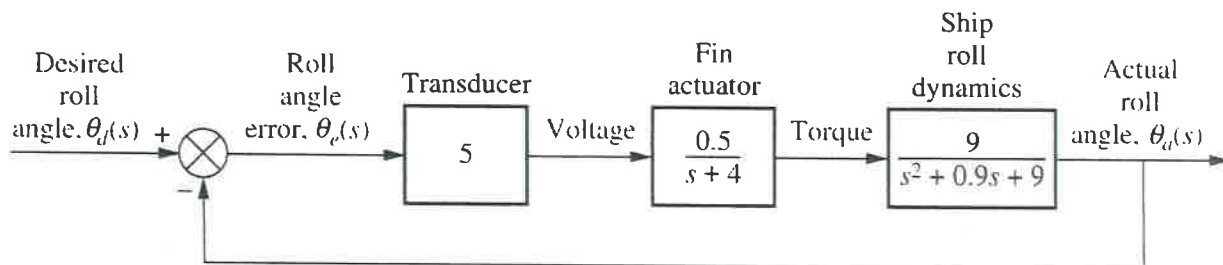 Desired
roll
angle, θd(s)
+
−
Roll
angle
error, θe(s)
Transducer
5
Voltage
Fin
actuator
0.5
s + 4
Torque
Ship
roll
dynamics
9
s² + 0.9s + 9
Actual
roll
angle, θa(s)